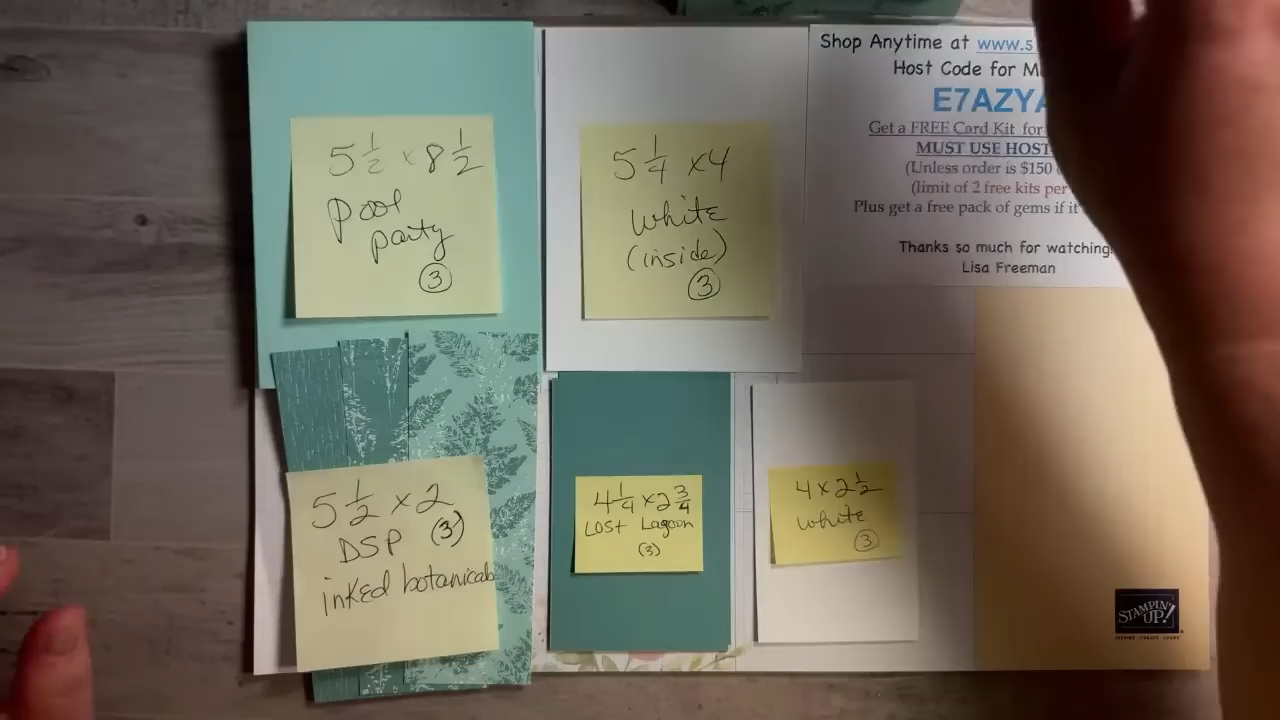 5 1/2 x 8 1/2
pool
party
3
5 1/4 x 4
white
(inside)
3
Shop Anytime at www.s
Host Code for M
E7AZYA
Get a FREE Card Kit for
MUST USE HOST
(Unless order is $150
(limit of 2 free kits per
Plus get a free pack of gems if it
Thanks so much for watching!
Lisa Freeman
5 1/2 x 2
DSP (3)
inked botanicals
4 1/4 x 2 3/4
Lost Lagoon
(3)
4 x 2 1/2
white
3
STAMPIN' UP!
INSPIRE · CREATE · SHARE